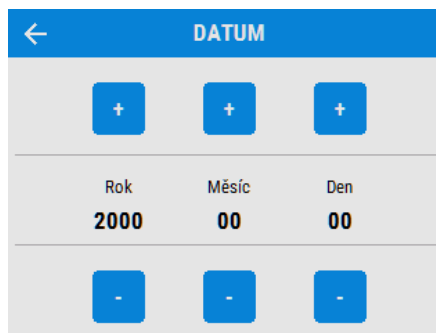 ← DATUM
+ + +
Rok Měsíc Den
2000 00 00
- - -